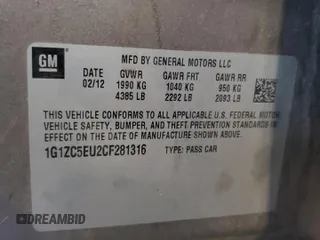 GM
MFD BY GENERAL MOTORS LLC
DATE GVWR GAWR FRT GAWR RR
02/12 1990 KG 1040 KG 950 KG
4385 LB 2292 LB 2093 LB
THIS VEHICLE CONFORMS TO ALL APPLICABLE U.S. FEDERAL MOTOR
VEHICLE SAFETY, BUMPER, AND THEFT PREVENTION STANDARDS IN
EFFECT ON THE DATE OF MANUFACTURE SHOWN ABOVE.
1G1ZC5EU2CF281316 TYPE: PASS CAR
DREAMBID